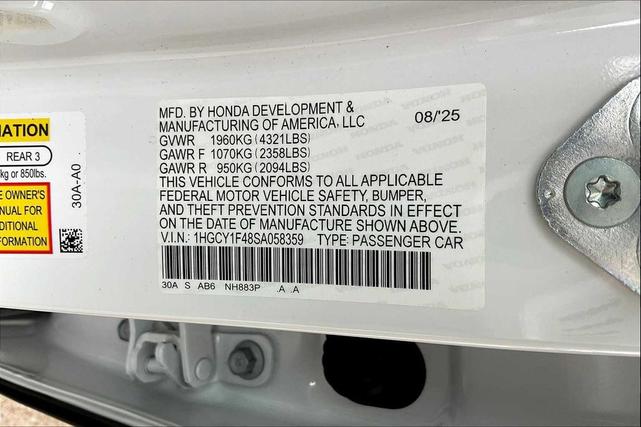 MFD. BY HONDA DEVELOPMENT &
MANUFACTURING OF AMERICA, LLC 08/'25
GVWR 1960KG(4321LBS)
GAWR F 1070KG(2358LBS)
GAWR R 950KG(2094LBS)
THIS VEHICLE CONFORMS TO ALL APPLICABLE
FEDERAL MOTOR VEHICLE SAFETY, BUMPER,
AND THEFT PREVENTION STANDARDS IN EFFECT
ON THE DATE OF MANUFACTURE SHOWN ABOVE.
V.I.N.: 1HGCY1F48SA058359 TYPE: PASSENGER CAR
30A S AB6 NH883P .A .A
MATION
REAR 3
kg or 850lbs.
E OWNER'S
NUAL FOR
DITIONAL
FORMATION
30A-A0